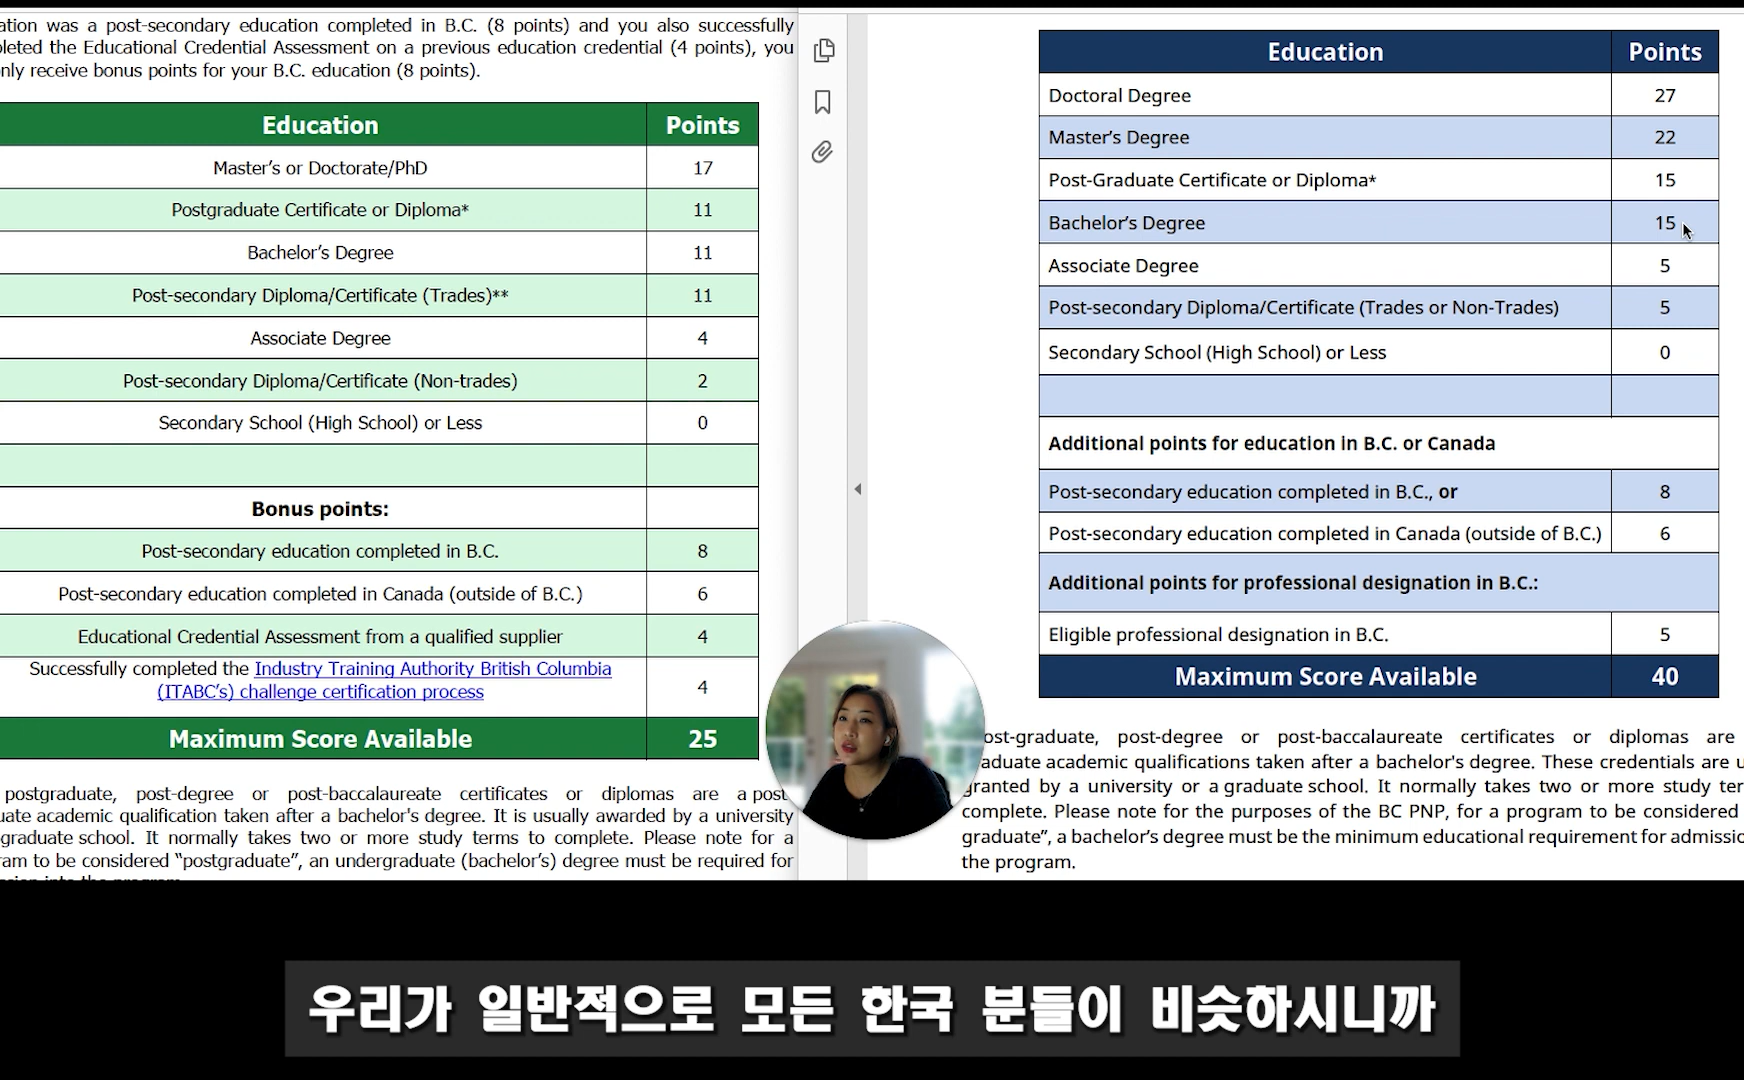 ation was a post-secondary education completed in B.C. (8 points) and you also successfully
leted the Educational Credential Assessment on a previous education credential (4 points), you
nly receive bonus points for your B.C. education (8 points).
Education Points
Master's or Doctorate/PhD 17
Postgraduate Certificate or Diploma* 11
Bachelor's Degree 11
Post-secondary Diploma/Certificate (Trades)** 11
Associate Degree 4
Post-secondary Diploma/Certificate (Non-trades) 2
Secondary School (High School) or Less 0
Bonus points:
Post-secondary education completed in B.C. 8
Post-secondary education completed in Canada (outside of B.C.) 6
Educational Credential Assessment from a qualified supplier 4
Successfully completed the Industry Training Authority British Columbia
(ITABC's) challenge certification process 4
Maximum Score Available 25
postgraduate, post-degree or post-baccalaureate certificates or diplomas are a post
uate academic qualification taken after a bachelor's degree. It is usually awarded by a university
graduate school. It normally takes two or more study terms to complete. Please note for a
ram to be considered "postgraduate", an undergraduate (bachelor's) degree must be required for
Education Points
Doctoral Degree 27
Master's Degree 22
Post-Graduate Certificate or Diploma* 15
Bachelor's Degree 15
Associate Degree 5
Post-secondary Diploma/Certificate (Trades or Non-Trades) 5
Secondary School (High School) or Less 0
Additional points for education in B.C. or Canada
Post-secondary education completed in B.C., or 8
Post-secondary education completed in Canada (outside of B.C.) 6
Additional points for professional designation in B.C.:
Eligible professional designation in B.C. 5
Maximum Score Available 40
ost-graduate, post-degree or post-baccalaureate certificates or diplomas are
raduate academic qualifications taken after a bachelor's degree. These credentials are u
granted by a university or a graduate school. It normally takes two or more study ter
complete. Please note for the purposes of the BC PNP, for a program to be considered
graduate", a bachelor's degree must be the minimum educational requirement for admissio
the program.
우리가 일반적으로 모든 한국 분들이 비슷하시니까